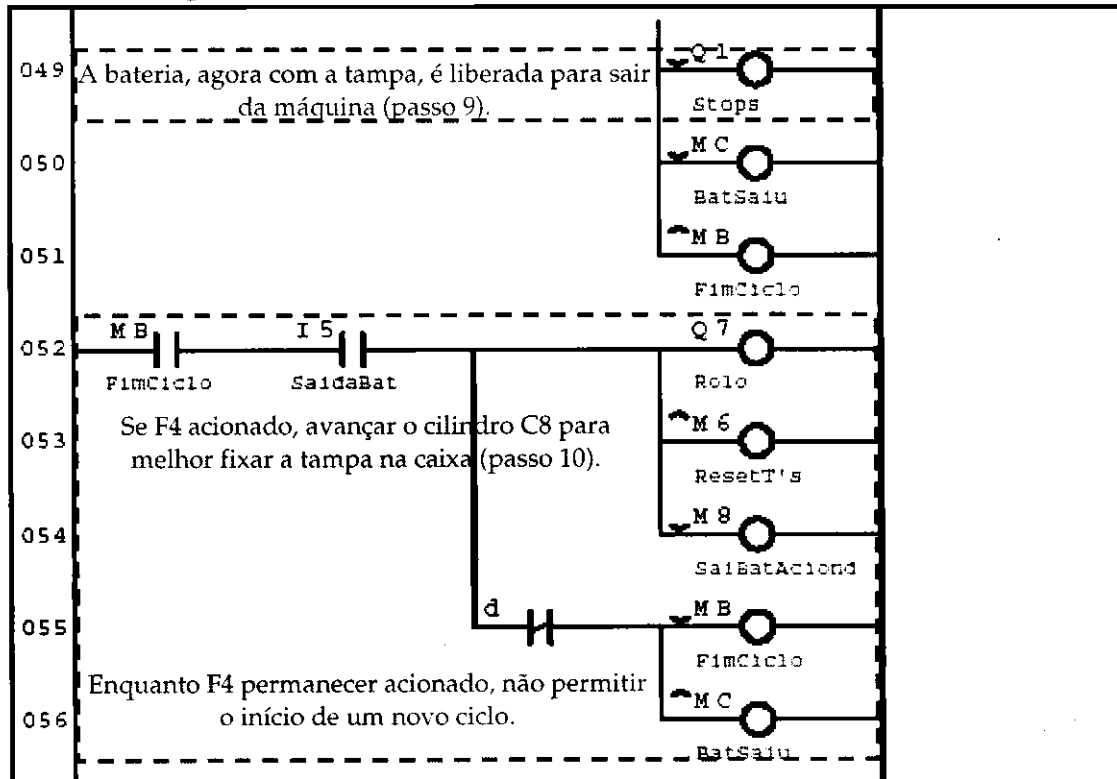 049
A bateria, agora com a tampa, é liberada para sair
da máquina (passo 9).
Q 1
Stops
050
M C
BatSaiu
051
M B
FimCiclo
052
M B
FimCiclo
I 5
SaidaBat
Q 7
Rolo
053
Se F4 acionado, avançar o cilindro C8 para
melhor fixar a tampa na caixa (passo 10).
M 6
ResetT's
054
M 8
SaiBatAciond
055
d
M B
FimCiclo
Enquanto F4 permanecer acionado, não permitir
o início de um novo ciclo.
056
M C
BatSaiu